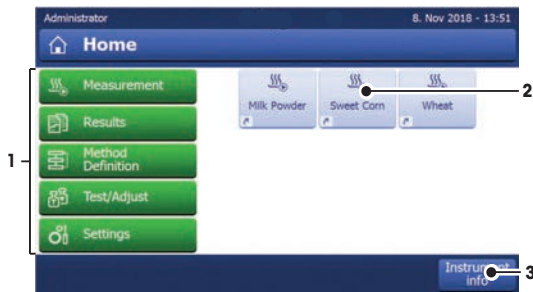 Administrator
8. Nov 2018 - 13:51
Home
1
Measurement
Results
Method
Definition
Test/Adjust
Settings
Milk Powder
Sweet Corn
Wheat
2
Instrument
info
3